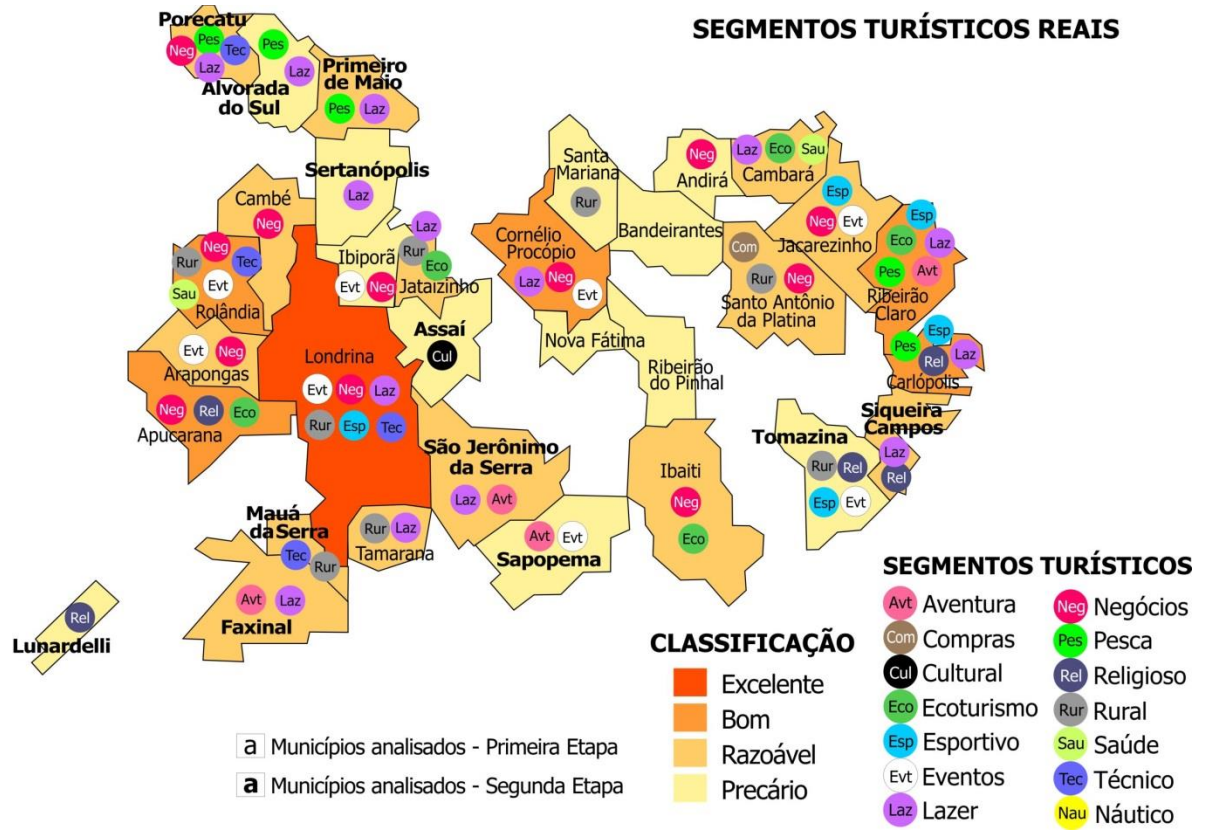 SEGMENTOS TURÍSTICOS REAIS
Porecatu
Neg
Pes
Tec
Laz
Pes
Laz
Alvorada
do Sul
Primeiro
de Maio
Pes
Laz
Sertanópolis
Laz
Cambé
Neg
Rur
Neg
Tec
Sau
Evt
Rolândia
Ibiporã
Evt
Neg
Laz
Rur
Eco
Jataizinho
Assaí
Cul
Evt
Neg
Arapongas
Neg
Rel
Eco
Apucarana
Londrina
Evt
Neg
Laz
Rur
Esp
Tec
Mauá
da Serra
Tec
Rur
Rur
Laz
Tamarana
Avt
Laz
Faxinal
Rel
Lunardelli
São Jerônimo
da Serra
Laz
Avt
Avt
Evt
Sapopema
Cornélio
Procópio
Laz
Neg
Evt
Santa
Mariana
Rur
Bandeirantes
Nova Fátima
Ribeirão
do Pinhal
Neg
Andirá
Laz
Eco
Sau
Cambará
Esp
Neg
Evt
Jacarezinho
Com
Rur
Neg
Santo Antônio
da Platina
Esp
Eco
Laz
Pes
Avt
Ribeirão
Claro
Pes
Esp
Rel
Laz
Carlópolis
Siqueira
Campos
Laz
Rel
Tomazina
Rur
Rel
Esp
Evt
Ibaiti
Neg
Eco
CLASSIFICAÇÃO
Excelente
Bom
Razoável
Precário
a Municípios analisados - Primeira Etapa
a Municípios analisados - Segunda Etapa
SEGMENTOS TURÍSTICOS
Avt Aventura
Com Compras
Cul Cultural
Eco Ecoturismo
Esp Esportivo
Evt Eventos
Laz Lazer
Neg Negócios
Pes Pesca
Rel Religioso
Rur Rural
Sau Saúde
Tec Técnico
Nau Náutico